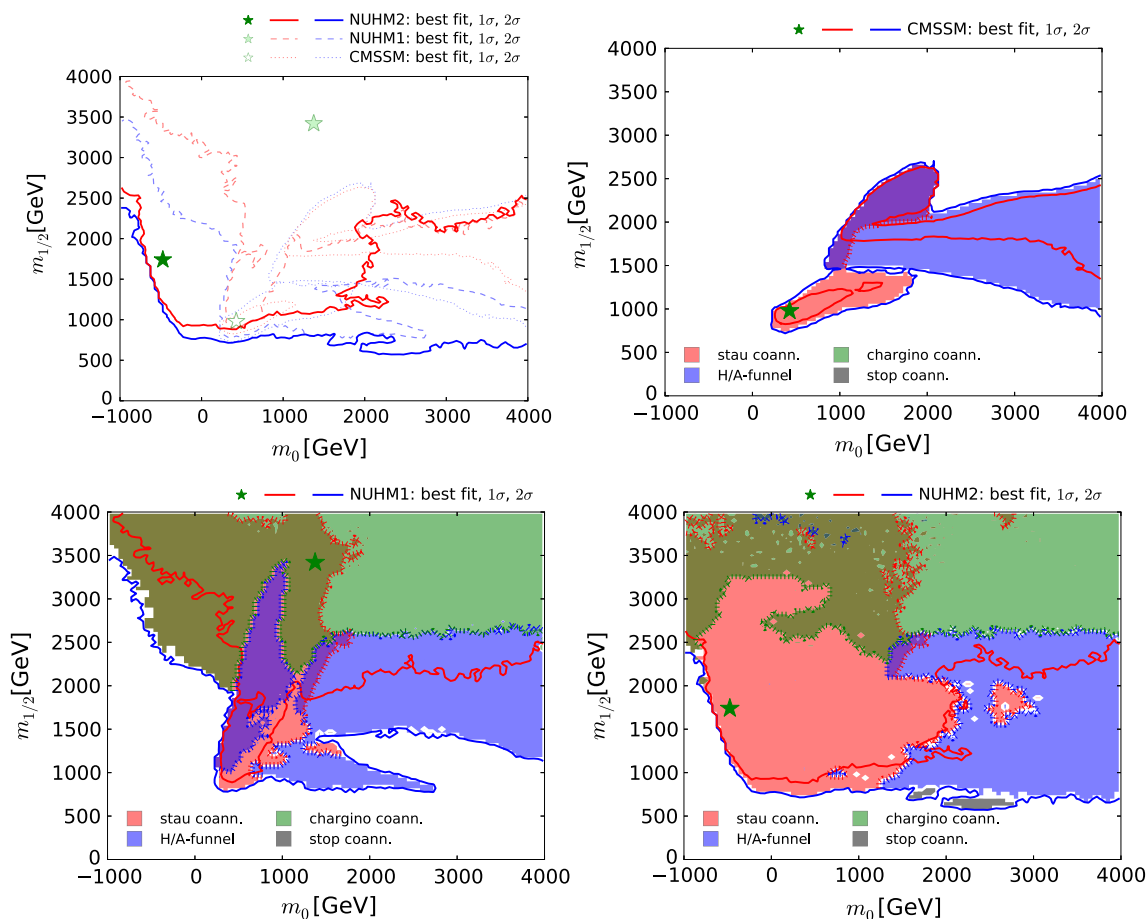 NUHM2: best fit, 1σ, 2σ
NUHM1: best fit, 1σ, 2σ
CMSSM: best fit, 1σ, 2σ
4000
3500
3000
2500
2000
1500
1000
500
0
−1000 0 1000 2000 3000 4000
m₀[GeV]
m₁/₂[GeV]
CMSSM: best fit, 1σ, 2σ
4000
3500
3000
2500
2000
1500
1000
500
0
stau coann. chargino coann.
H/A-funnel stop coann.
−1000 0 1000 2000 3000 4000
m₀[GeV]
m₁/₂[GeV]
NUHM1: best fit, 1σ, 2σ
4000
3500
3000
2500
2000
1500
1000
500
0
stau coann. chargino coann.
H/A-funnel stop coann.
−1000 0 1000 2000 3000 4000
m₀[GeV]
m₁/₂[GeV]
NUHM2: best fit, 1σ, 2σ
4000
3500
3000
2500
2000
1500
1000
500
0
stau coann. chargino coann.
H/A-funnel stop coann.
−1000 0 1000 2000 3000 4000
m₀[GeV]
m₁/₂[GeV]